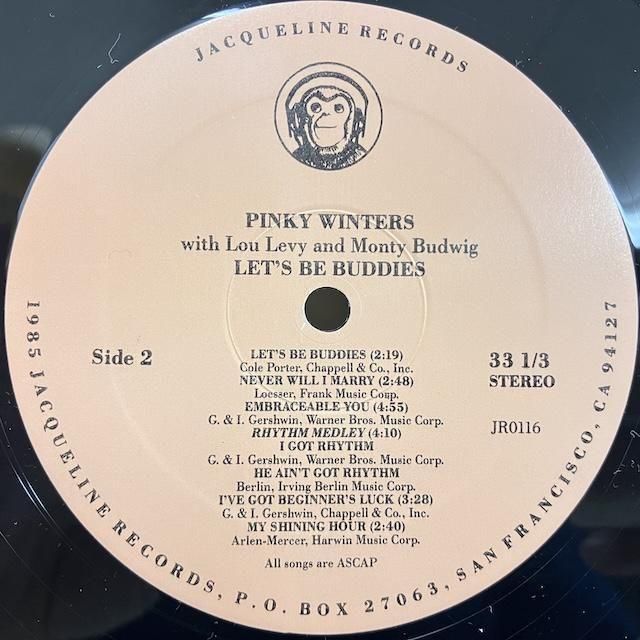 JACQUELINE RECORDS
PINKY WINTERS
with Lou Levy and Monty Budwig
LET'S BE BUDDIES
Side 2
33 1/3
STEREO
JR0116
LET'S BE BUDDIES (2:19)
Cole Porter, Chappell & Co., Inc.
NEVER WILL I MARRY (2:48)
Loesser, Frank Music Corp.
EMBRACEABLE YOU (4:55)
G. & I. Gershwin, Warner Bros. Music Corp.
RHYTHM MEDLEY (4:10)
I GOT RHYTHM
G. & I. Gershwin, Warner Bros. Music Corp.
HE AIN'T GOT RHYTHM
Berlin, Irving Berlin Music Corp.
I'VE GOT BEGINNER'S LUCK (3:28)
G. & I. Gershwin, Chappell & Co., Inc.
MY SHINING HOUR (2:40)
Arlen-Mercer, Harwin Music Corp.
All songs are ASCAP
1985 JACQUELINE RECORDS, P.O. BOX 27063, SAN FRANCISCO, CA 94127